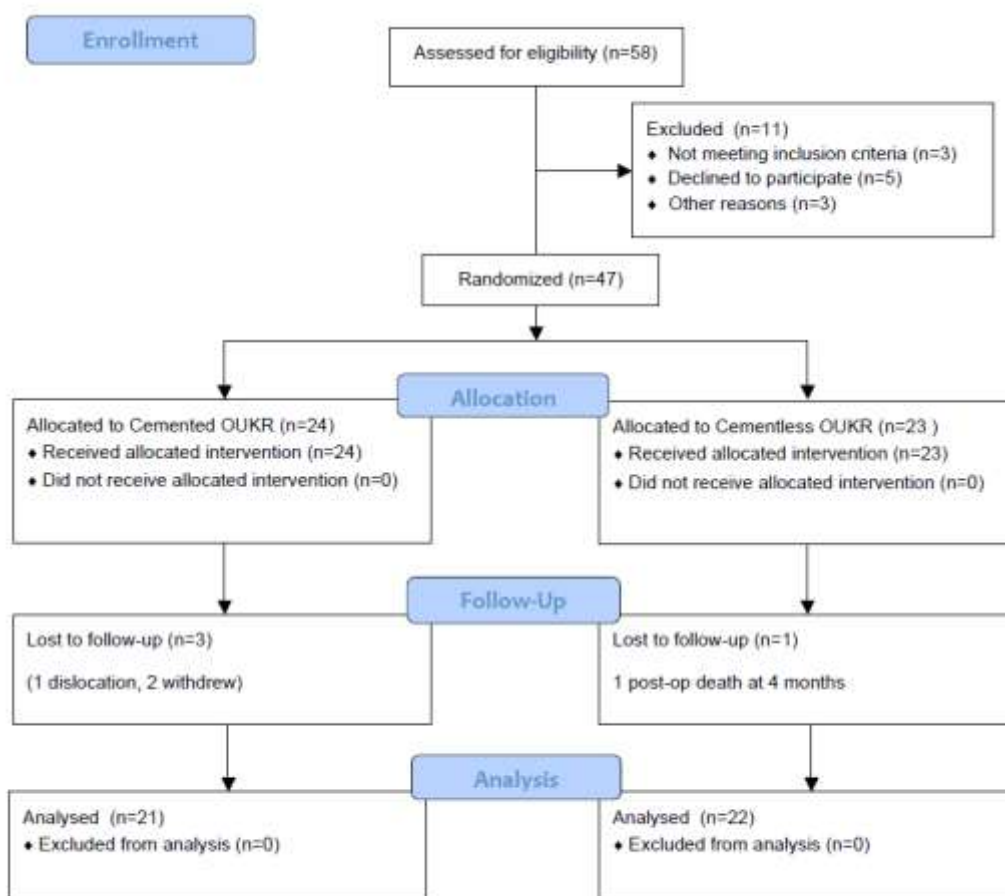 Enrollment
Assessed for eligibility (n=58)
Excluded (n=11)
♦ Not meeting inclusion criteria (n=3)
♦ Declined to participate (n=5)
♦ Other reasons (n=3)
Randomized (n=47)
Allocation
Allocated to Cemented OUKR (n=24)
♦ Received allocated intervention (n=24)
♦ Did not receive allocated intervention (n=0)
Allocated to Cementless OUKR (n=23 )
♦ Received allocated intervention (n=23)
♦ Did not receive allocated intervention (n=0)
Follow-Up
Lost to follow-up (n=3)
(1 dislocation, 2 withdrew)
Lost to follow-up (n=1)
1 post-op death at 4 months
Analysis
Analysed (n=21)
♦ Excluded from analysis (n=0)
Analysed (n=22)
♦ Excluded from analysis (n=0)